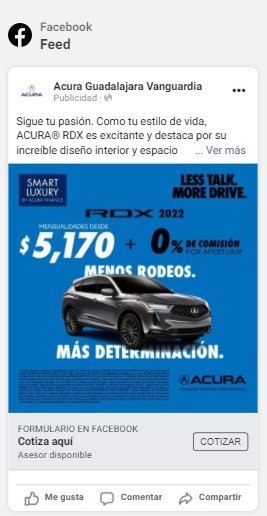 Facebook
Feed
ACURA
Acura Guadalajara Vanguardia
Publicidad ·
Sigue tu pasión. Como tu estilo de vida,
ACURA® RDX es excitante y destaca por su
increíble diseño interior y espacio ... Ver más
SMART
LUXURY
BY ACURA FINANCE
LESS TALK.
MORE DRIVE.
RDX 2022
MENSUALIDADES DESDE
$5,170 + 0% DE COMISIÓN
POR APERTURA*
MENOS RODEOS.
MÁS DETERMINACIÓN.
ACURA
FORMULARIO EN FACEBOOK
Cotiza aquí
Asesor disponible
COTIZAR
Me gusta Comentar Compartir